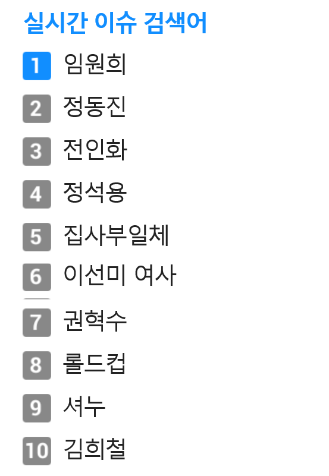 실시간 이슈 검색어
1 임원희
2 정동진
3 전인화
4 정석용
5 집사부일체
6 이선미 여사
7 권혁수
8 롤드컵
9 셔누
10 김희철